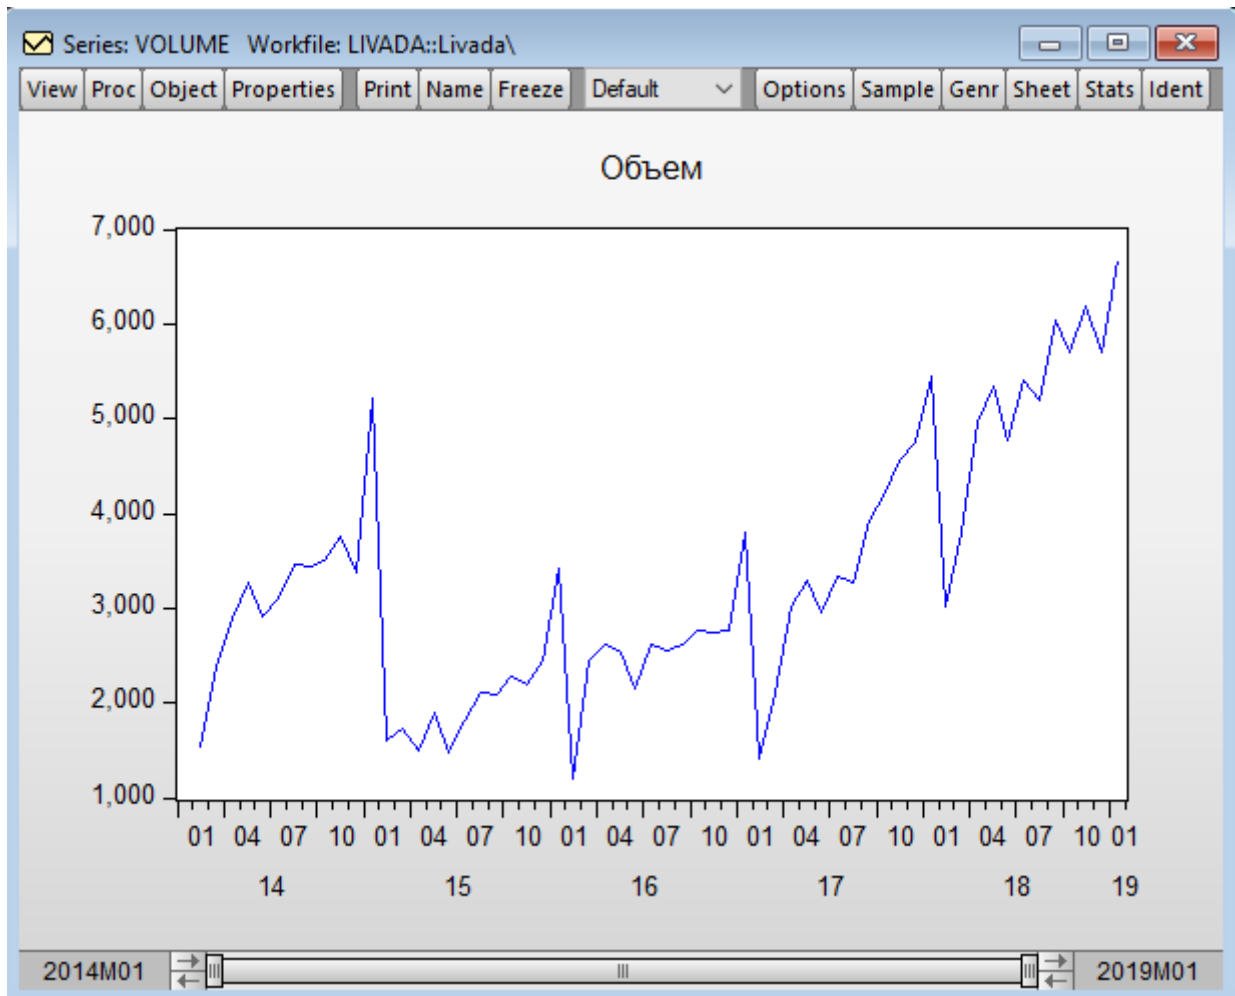 Series: VOLUME Workfile: LIVADA::Livada\
View Proc Object Properties Print Name Freeze Default Options Sample Genr Sheet Stats Ident
Объем
7,000
6,000
5,000
4,000
3,000
2,000
1,000
01 04 07 10 01 04 07 10 01 04 07 10 01 04 07 10 01 04 07 10 01
14 15 16 17 18 19
2014M01 2019M01